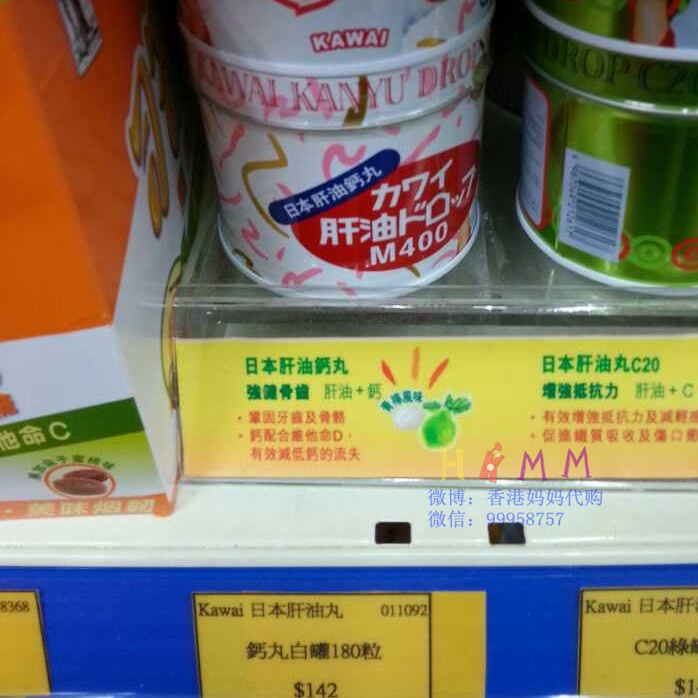 KAWAI
KAWAI KANYU DROP
日本肝油鈣丸
カワイ
肝油ドロップ
M400
DROP C20
日本肝油鈣丸
強健骨齒 肝油+鈣
・鞏固牙齒及骨骼
・鈣配合維他命D，
有效減低鈣的流失
青檸風味
日本肝油丸C20
增強抵抗力 肝油+C
・有效增強抵抗力及減輕
・促進鐵質吸收及傷口
他命C
・美味
HiMM
微博：香港妈妈代购
微信：99958757
8368
Kawai 日本肝油丸 011092
鈣丸白罐180粒
$142
Kawai 日本肝
C20綠
$1